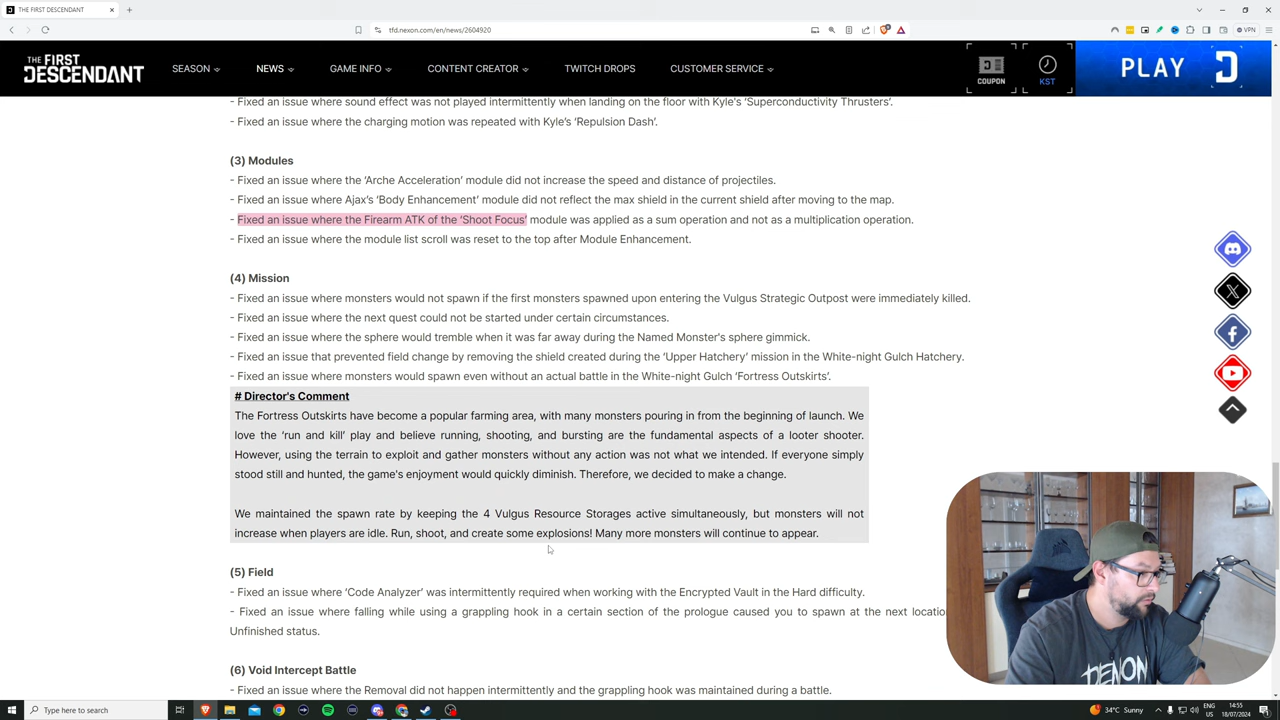 THE FIRST DESCENDANT
tfd.nexon.com/en/news/2604920
VPN
THE FIRST
DESCENDANT
SEASON
NEWS
GAME INFO
CONTENT CREATOR
TWITCH DROPS
CUSTOMER SERVICE
COUPON
KST
PLAY
- Fixed an issue where sound effect was not played intermittently when landing on the floor with Kyle's ‘Superconductivity Thrusters’.
- Fixed an issue where the charging motion was repeated with Kyle’s ‘Repulsion Dash’.
(3) Modules
- Fixed an issue where the ‘Arche Acceleration’ module did not increase the speed and distance of projectiles.
- Fixed an issue where Ajax’s ‘Body Enhancement’ module did not reflect the max shield in the current shield after moving to the map.
- Fixed an issue where the Firearm ATK of the ‘Shoot Focus’ module was applied as a sum operation and not as a multiplication operation.
- Fixed an issue where the module list scroll was reset to the top after Module Enhancement.
(4) Mission
- Fixed an issue where monsters would not spawn if the first monsters spawned upon entering the Vulgus Strategic Outpost were immediately killed.
- Fixed an issue where the next quest could not be started under certain circumstances.
- Fixed an issue where the sphere would tremble when it was far away during the Named Monster's sphere gimmick.
- Fixed an issue that prevented field change by removing the shield created during the ‘Upper Hatchery’ mission in the White-night Gulch Hatchery.
- Fixed an issue where monsters would spawn even without an actual battle in the White-night Gulch ‘Fortress Outskirts’.
# Director's Comment
The Fortress Outskirts have become a popular farming area, with many monsters pouring in from the beginning of launch. We
love the ‘run and kill’ play and believe running, shooting, and bursting are the fundamental aspects of a looter shooter.
However, using the terrain to exploit and gather monsters without any action was not what we intended. If everyone simply
stood still and hunted, the game's enjoyment would quickly diminish. Therefore, we decided to make a change.
We maintained the spawn rate by keeping the 4 Vulgus Resource Storages active simultaneously, but monsters will not
increase when players are idle. Run, shoot, and create some explosions! Many more monsters will continue to appear.
(5) Field
- Fixed an issue where ‘Code Analyzer’ was intermittently required when working with the Encrypted Vault in the Hard difficulty.
- Fixed an issue where falling while using a grappling hook in a certain section of the prologue caused you to spawn at the next locatio
Unfinished status.
(6) Void Intercept Battle
- Fixed an issue where the Removal did not happen intermittently and the grappling hook was maintained during a battle.
DENON
Type here to search
34°C Sunny
ENG
US
14:55
18/07/2024